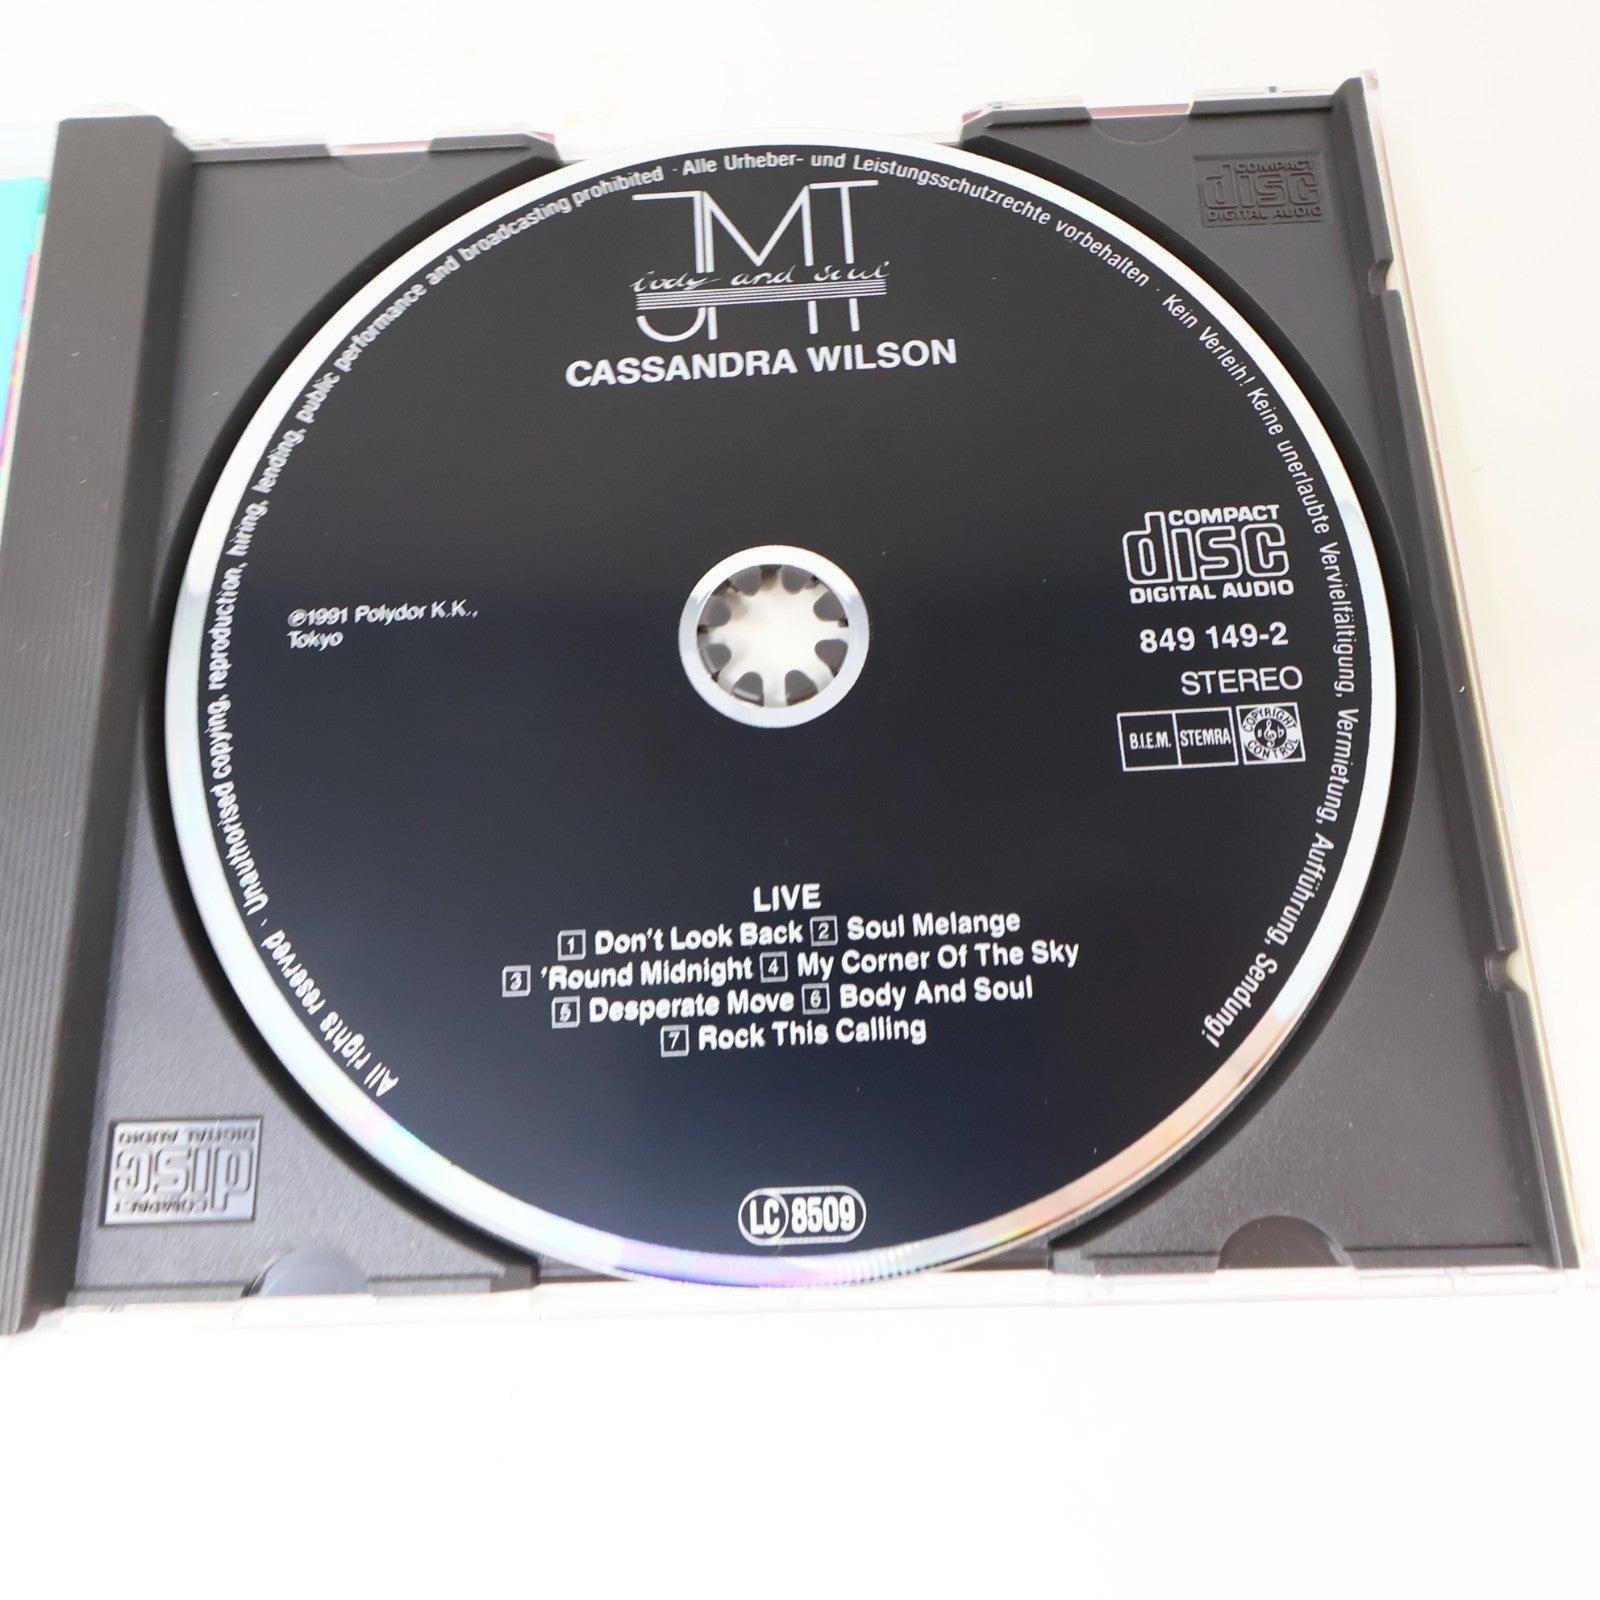 All rights reserved · Unauthorised copying, reproduction, hiring, lending, public performance and broadcasting prohibited · Alle Urheber- und Leistungsschutzrechte vorbehalten · Kein Verleih! Keine unerlaubte Vervielfältigung, Vermietung, Aufführung, Sendung!
JMT
body and soul
CASSANDRA WILSON
COMPACT
disc
DIGITAL AUDIO
COMPACT
disc
DIGITAL AUDIO
849 149-2
STEREO
B.I.E.M. STEMRA COPYRIGHT CONTROL
℗1991 Polydor K.K.,
Tokyo
LIVE
1 Don't Look Back 2 Soul Melange
3 'Round Midnight 4 My Corner Of The Sky
5 Desperate Move 6 Body And Soul
7 Rock This Calling
LC 8509
COMPACT
disc
DIGITAL AUDIO